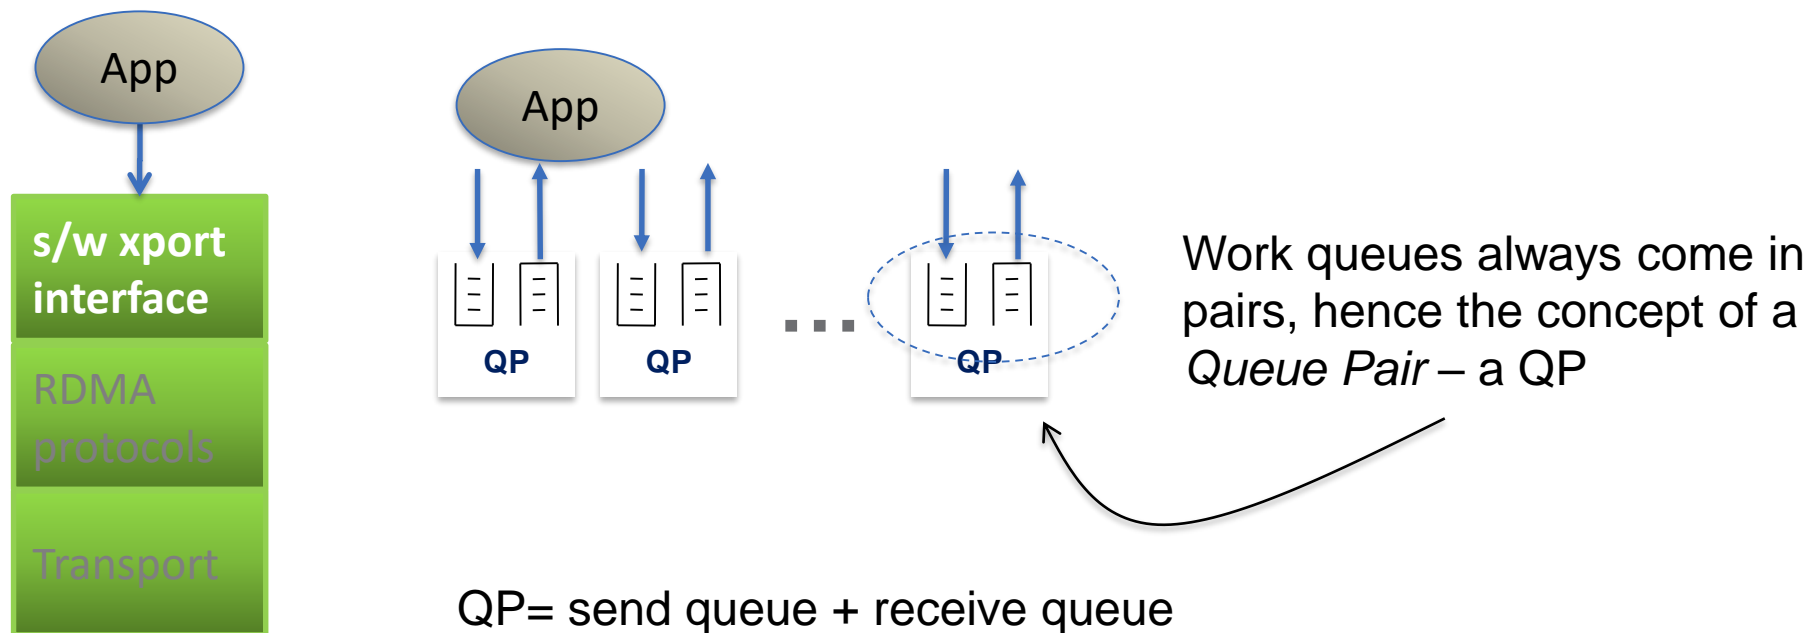 App
s/w xport
interface
RDMA
protocols
Transport
App
QP
QP
...
QP
Work queues always come in
pairs, hence the concept of a
Queue Pair – a QP
QP= send queue + receive queue